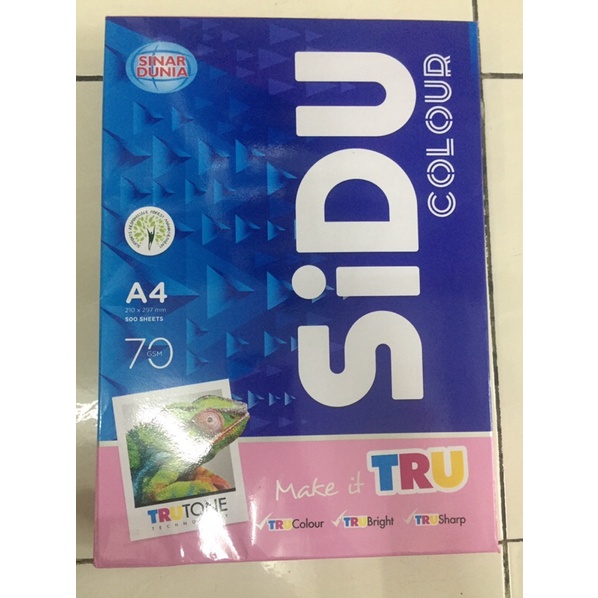 SINAR
DUNIA
SiDU
COLOUR
A4
210 x 297 mm
500 SHEETS
70
GSM
Make it TRU
TRUTONE
TECHNOLOGY
TRUColour
TRUBright
TRUSharp